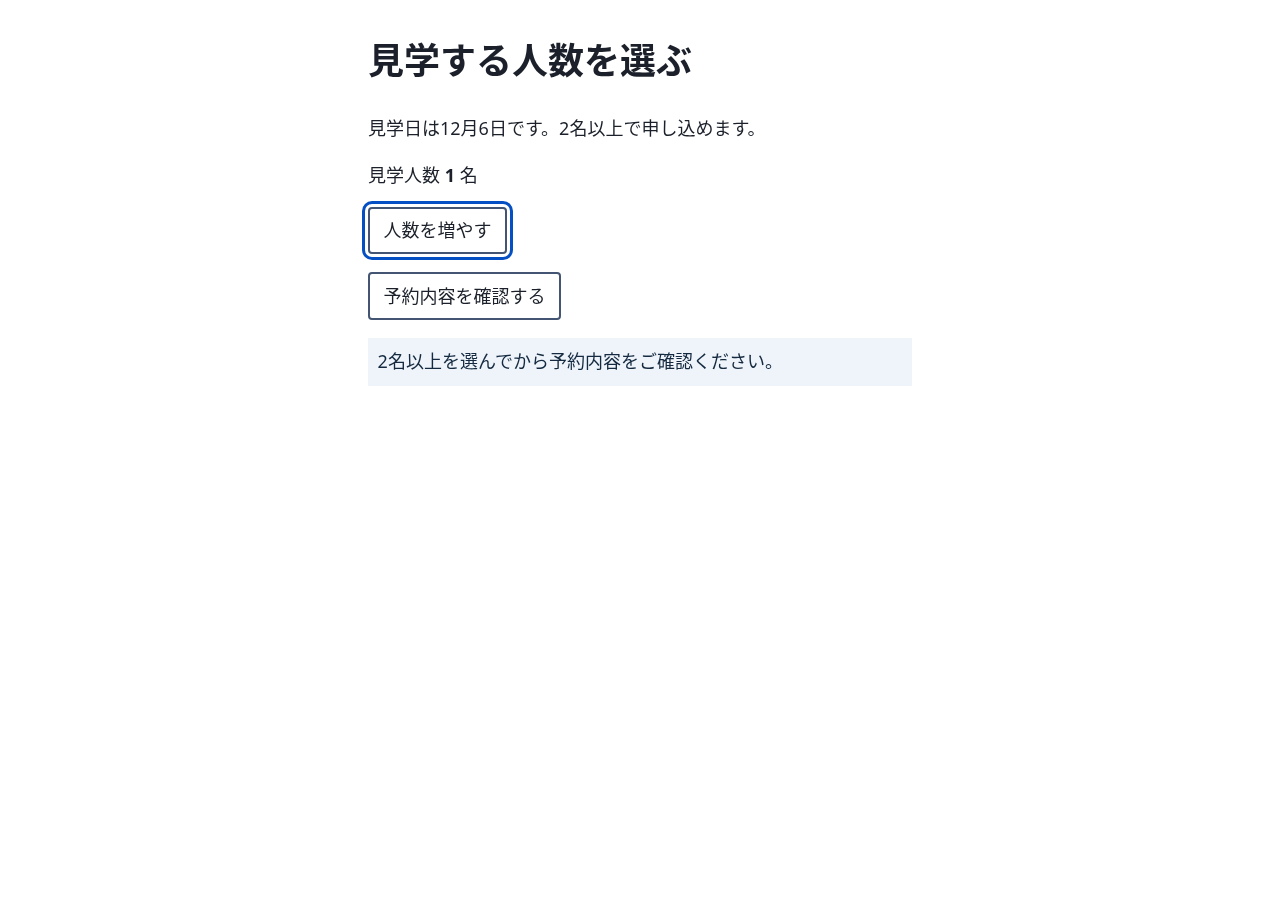 見学する人数を選ぶ
見学日は12月6日です。2名以上で申し込めます。
見学人数 1 名
人数を増やす
予約内容を確認する
2名以上を選んでから予約内容をご確認ください。